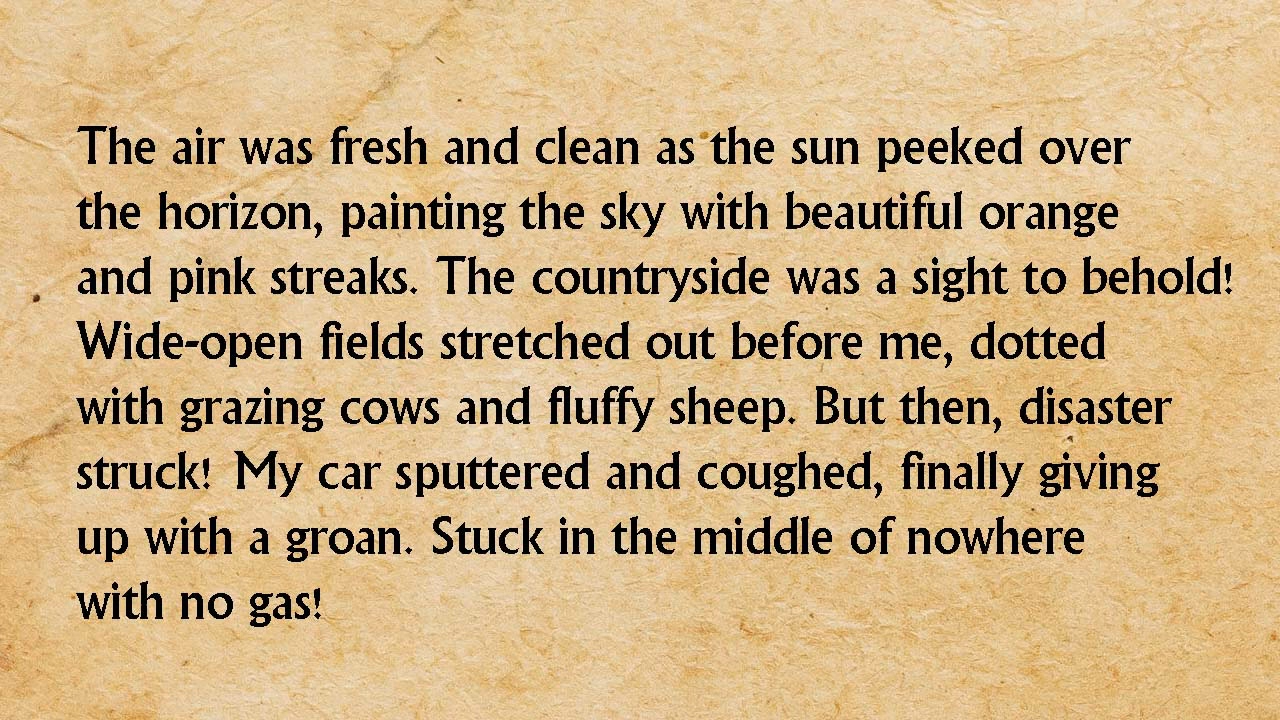 The air was fresh and clean as the sun peeked over
the horizon, painting the sky with beautiful orange
and pink streaks. The countryside was a sight to behold!
Wide-open fields stretched out before me, dotted
with grazing cows and fluffy sheep. But then, disaster
struck! My car sputtered and coughed, finally giving
up with a groan. Stuck in the middle of nowhere
with no gas!